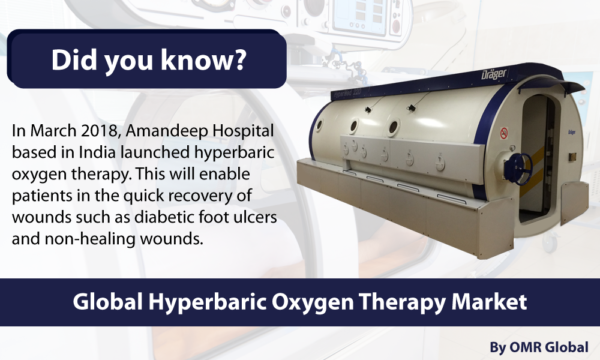 Did you know?
In March 2018, Amandeep Hospital
based in India launched hyperbaric
oxygen therapy. This will enable
patients in the quick recovery of
wounds such as diabetic foot ulcers
and non-healing wounds.
Dräger
Global Hyperbaric Oxygen Therapy Market
By OMR Global